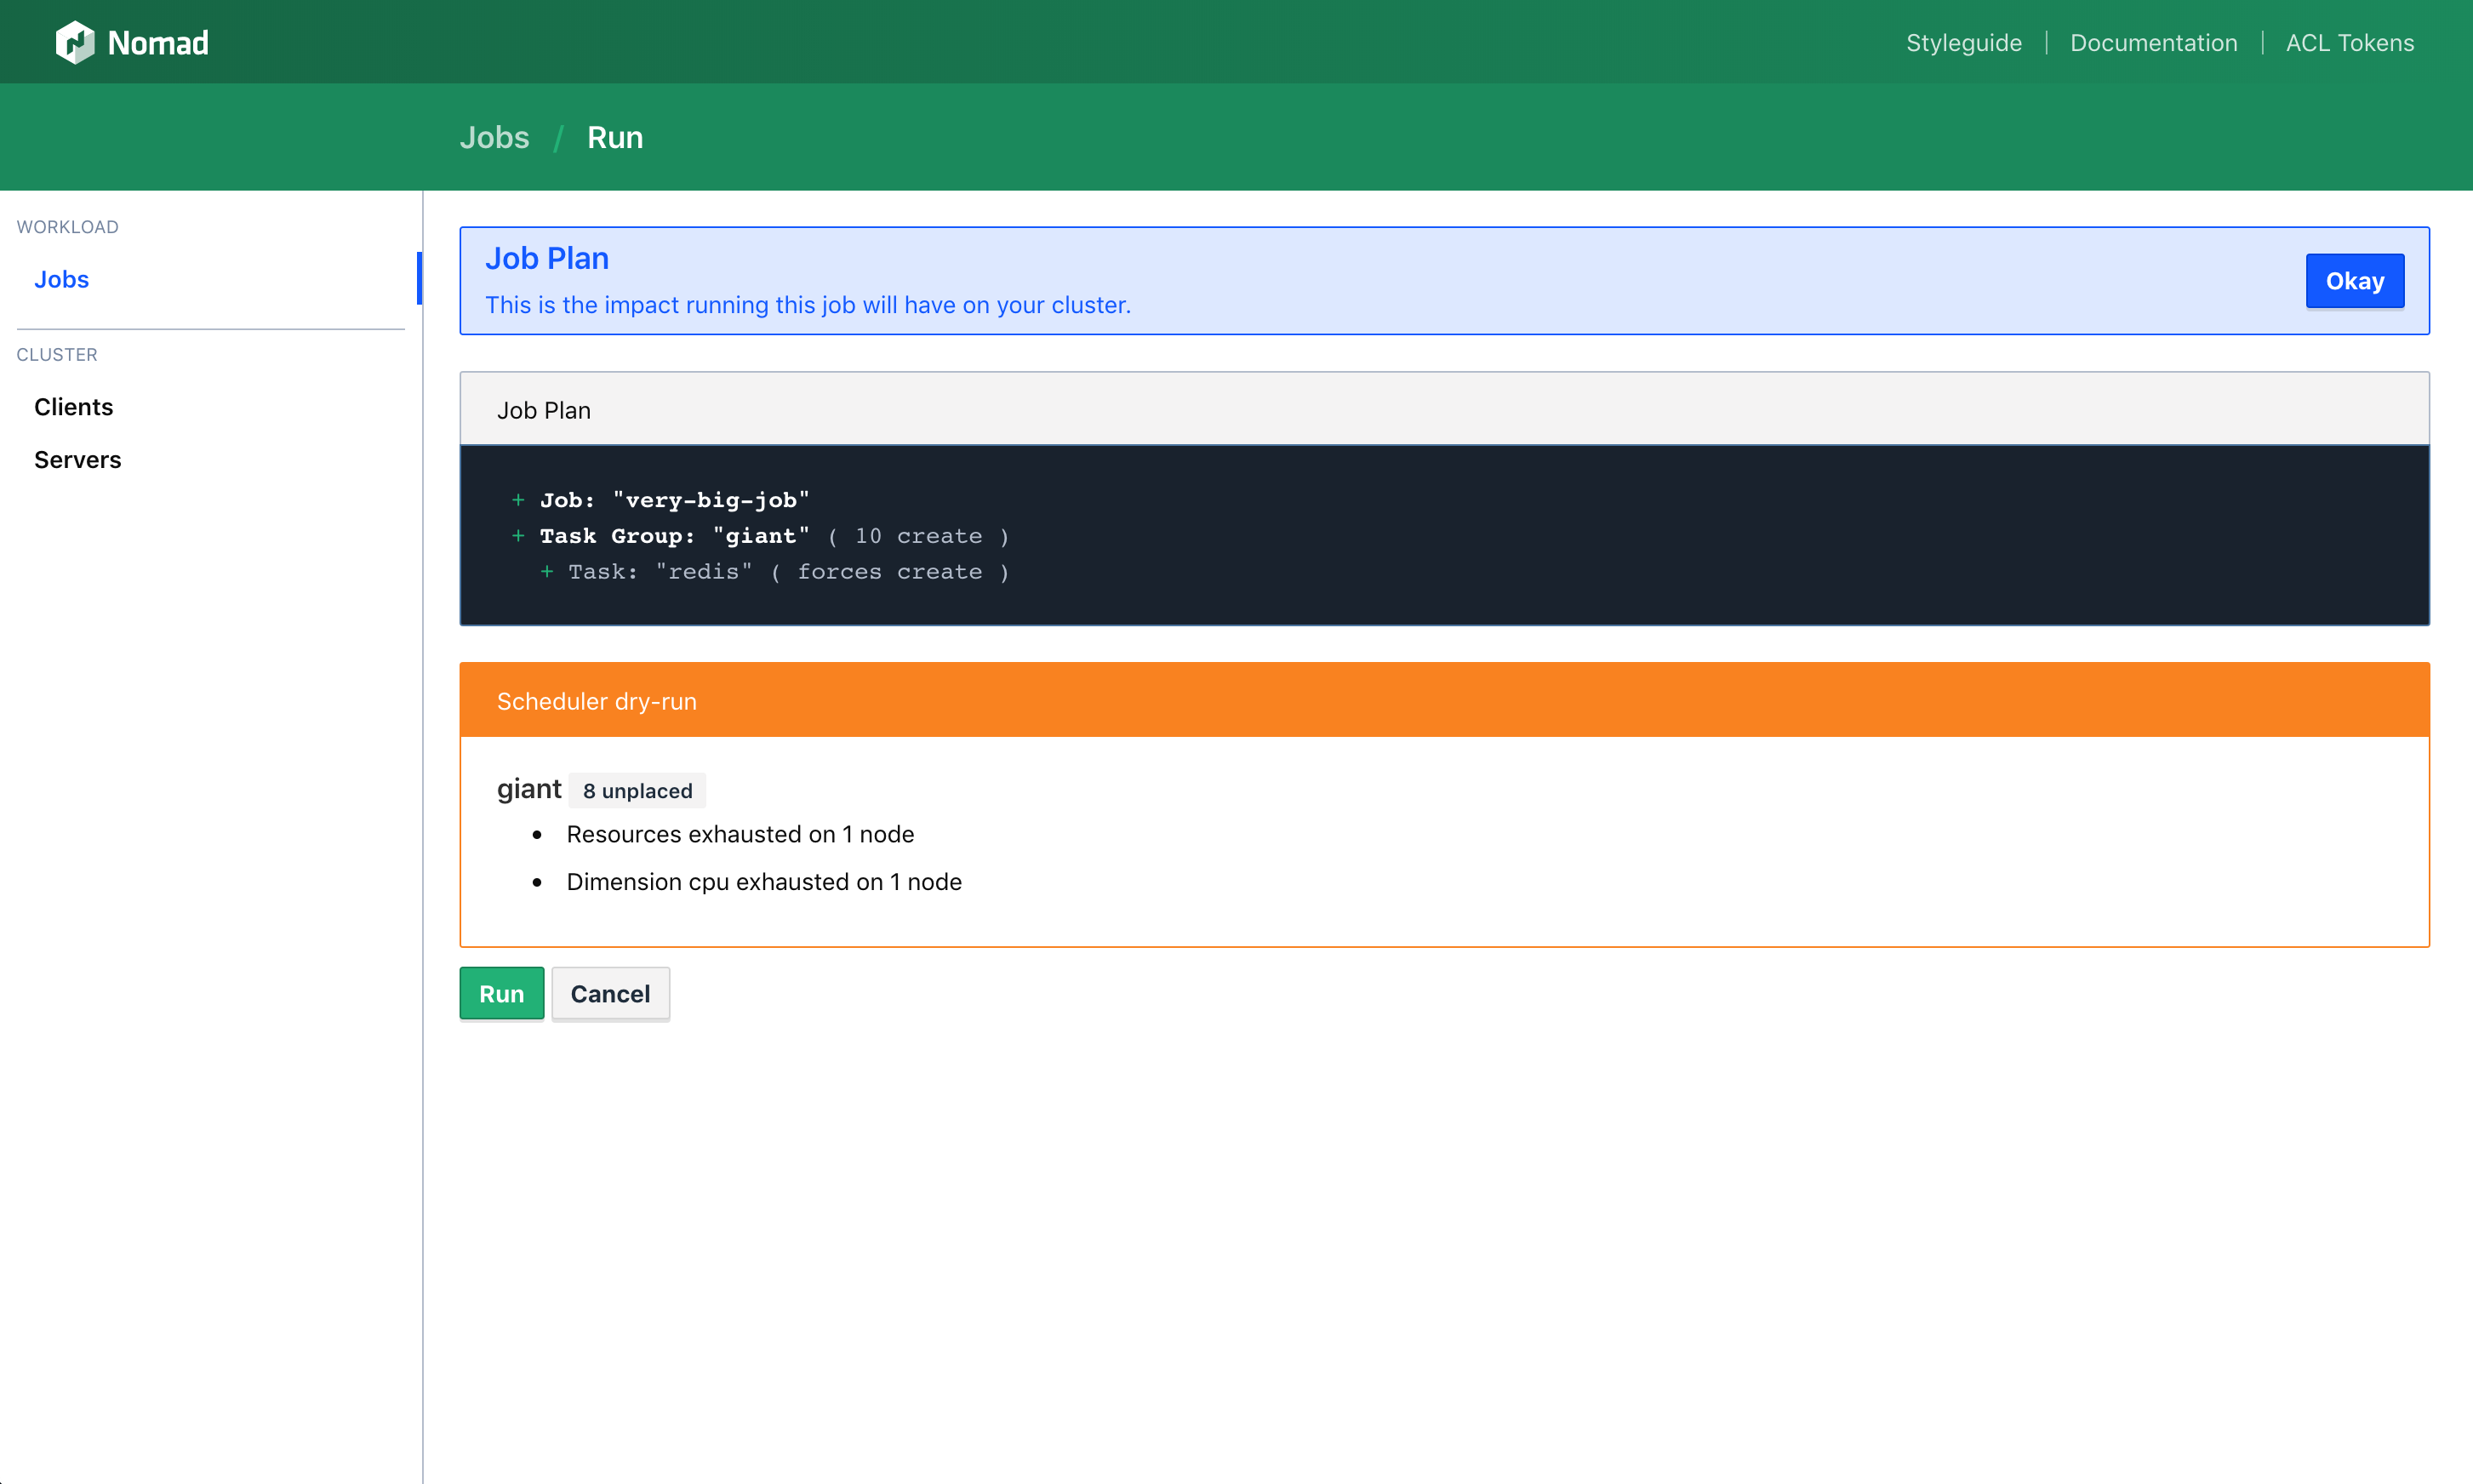 Nomad
Styleguide | Documentation | ACL Tokens
Jobs / Run
WORKLOAD
Jobs
CLUSTER
Clients
Servers
Job Plan
This is the impact running this job will have on your cluster.
Okay
Job Plan
+ Job: "very-big-job"
+ Task Group: "giant" ( 10 create )
+ Task: "redis" ( forces create )
Scheduler dry-run
giant 8 unplaced
• Resources exhausted on 1 node
• Dimension cpu exhausted on 1 node
Run Cancel